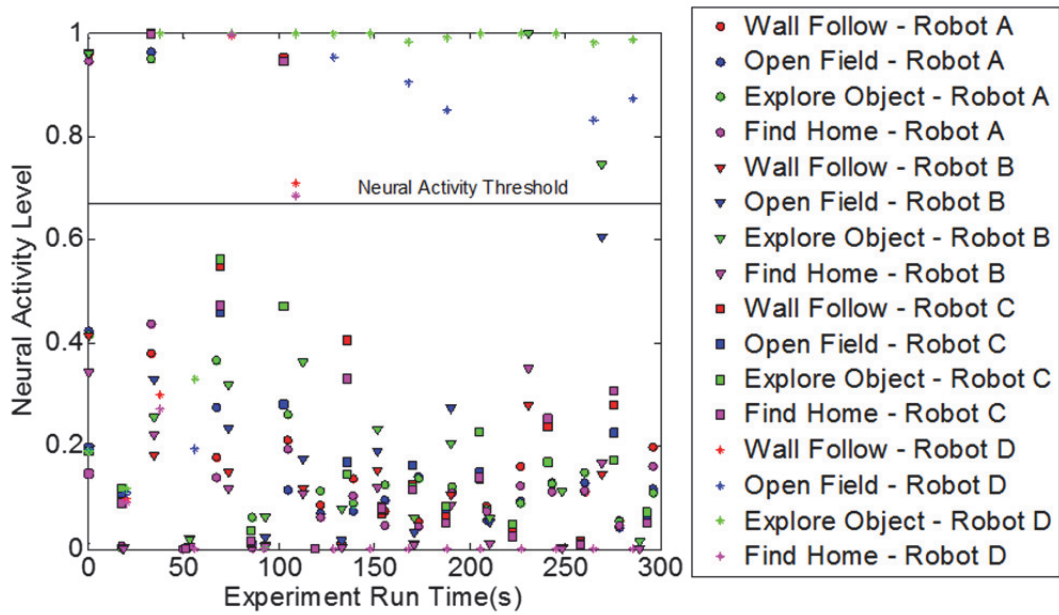 1
0.8
0.6
0.4
0.2
0
Neural Activity Level
Neural Activity Threshold
0 50 100 150 200 250 300
Experiment Run Time(s)
Wall Follow - Robot A
Open Field - Robot A
Explore Object - Robot A
Find Home - Robot A
Wall Follow - Robot B
Open Field - Robot B
Explore Object - Robot B
Find Home - Robot B
Wall Follow - Robot C
Open Field - Robot C
Explore Object - Robot C
Find Home - Robot C
Wall Follow - Robot D
Open Field - Robot D
Explore Object - Robot D
Find Home - Robot D